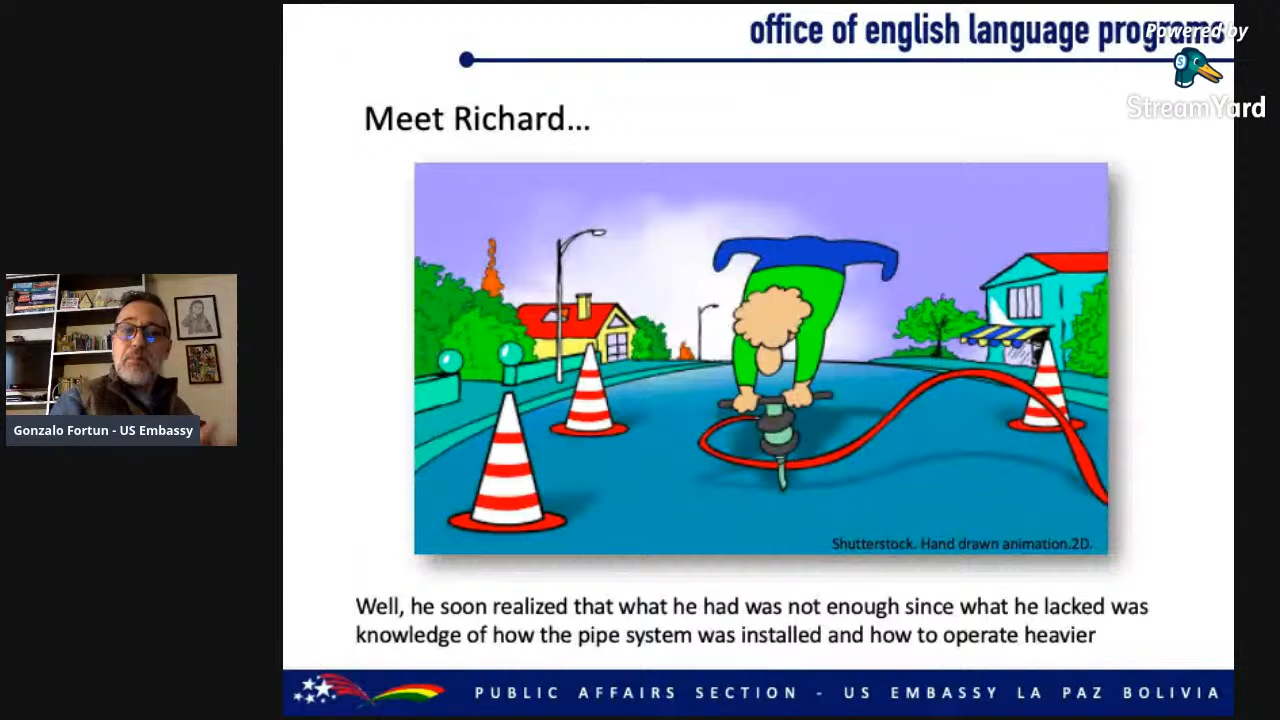 office of english language programs
Powered by
StreamYard
Meet Richard...
Gonzalo Fortun - US Embassy
Shutterstock. Hand drawn animation.2D.
Well, he soon realized that what he had was not enough since what he lacked was
knowledge of how the pipe system was installed and how to operate heavier
PUBLIC AFFAIRS SECTION - US EMBASSY LA PAZ BOLIVIA